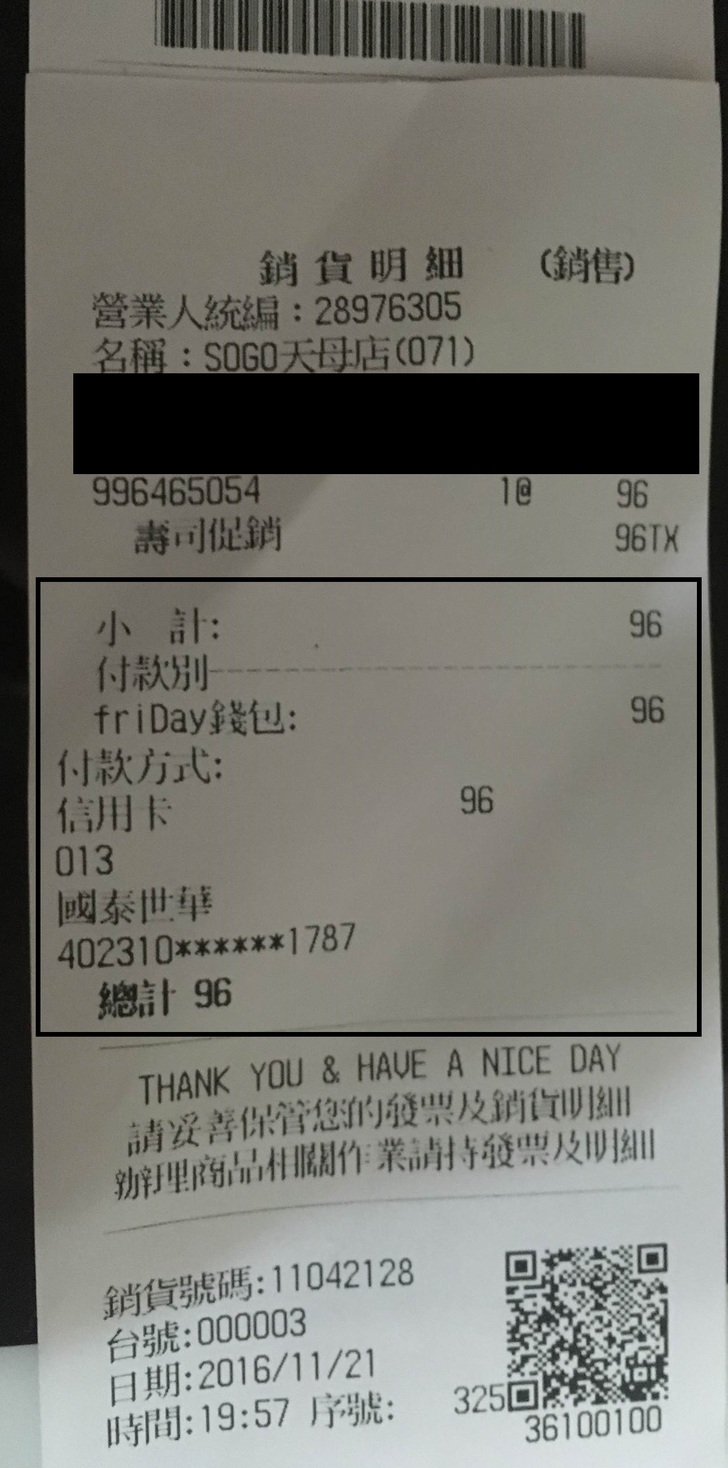 銷貨明細 (銷售)
營業人統編：28976305
名稱：SOGO天母店(071)
996465054 1@ 96
壽司促銷 96TX
小 計: 96
付款別
friDay錢包: 96
付款方式:
信用卡 96
013
國泰世華
402310******1787
總計 96
THANK YOU & HAVE A NICE DAY
請妥善保管您的發票及銷貨明細
辦理商品相關作業請持發票及明細
銷貨號碼:11042128
台號:000003
日期:2016/11/21
時間:19:57 序號: 325
36100100